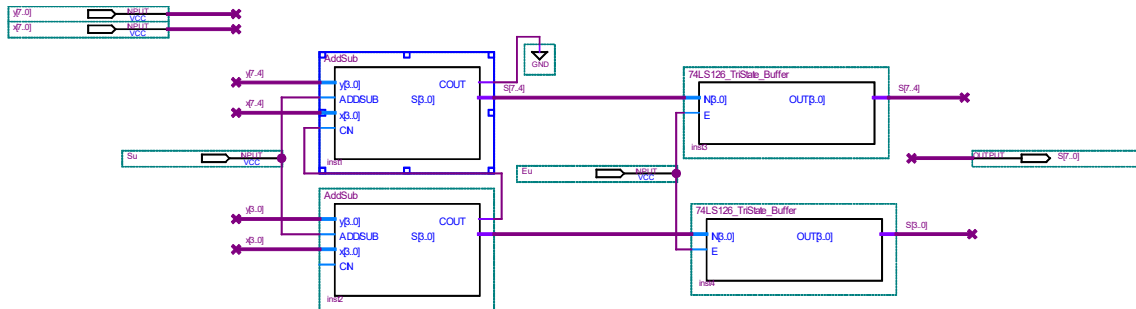 y[7..0] INPUT VCC
x[7..0] INPUT VCC
AddSub
y[7..4] y[3..0] COUT
GND
ADDSUB S[3..0] S[7..4]
x[7..4] x[3..0]
CIN
inst1
74LS126_TriState_Buffer
IN[3..0] OUT[3..0] S[7..4]
E
inst3
Su INPUT VCC
Eu INPUT VCC
OUTPUT S[7..0]
AddSub
y[3..0] y[3..0] COUT
ADDSUB S[3..0]
x[3..0] x[3..0]
CIN
inst2
74LS126_TriState_Buffer
IN[3..0] OUT[3..0] S[3..0]
E
inst4